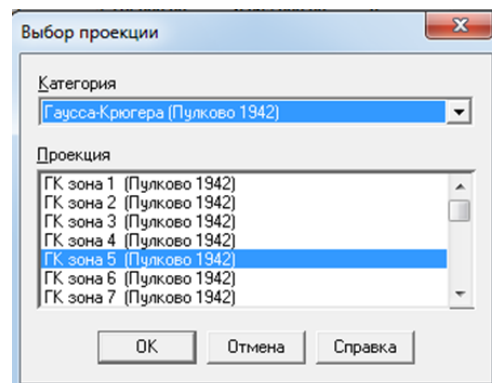 Выбор проекции
Категория
Гаусса-Крюгера (Пулково 1942)
Проекция
ГК зона 1 (Пулково 1942)
ГК зона 2 (Пулково 1942)
ГК зона 3 (Пулково 1942)
ГК зона 4 (Пулково 1942)
ГК зона 5 (Пулково 1942)
ГК зона 6 (Пулково 1942)
ГК зона 7 (Пулково 1942)
ОК Отмена Справка